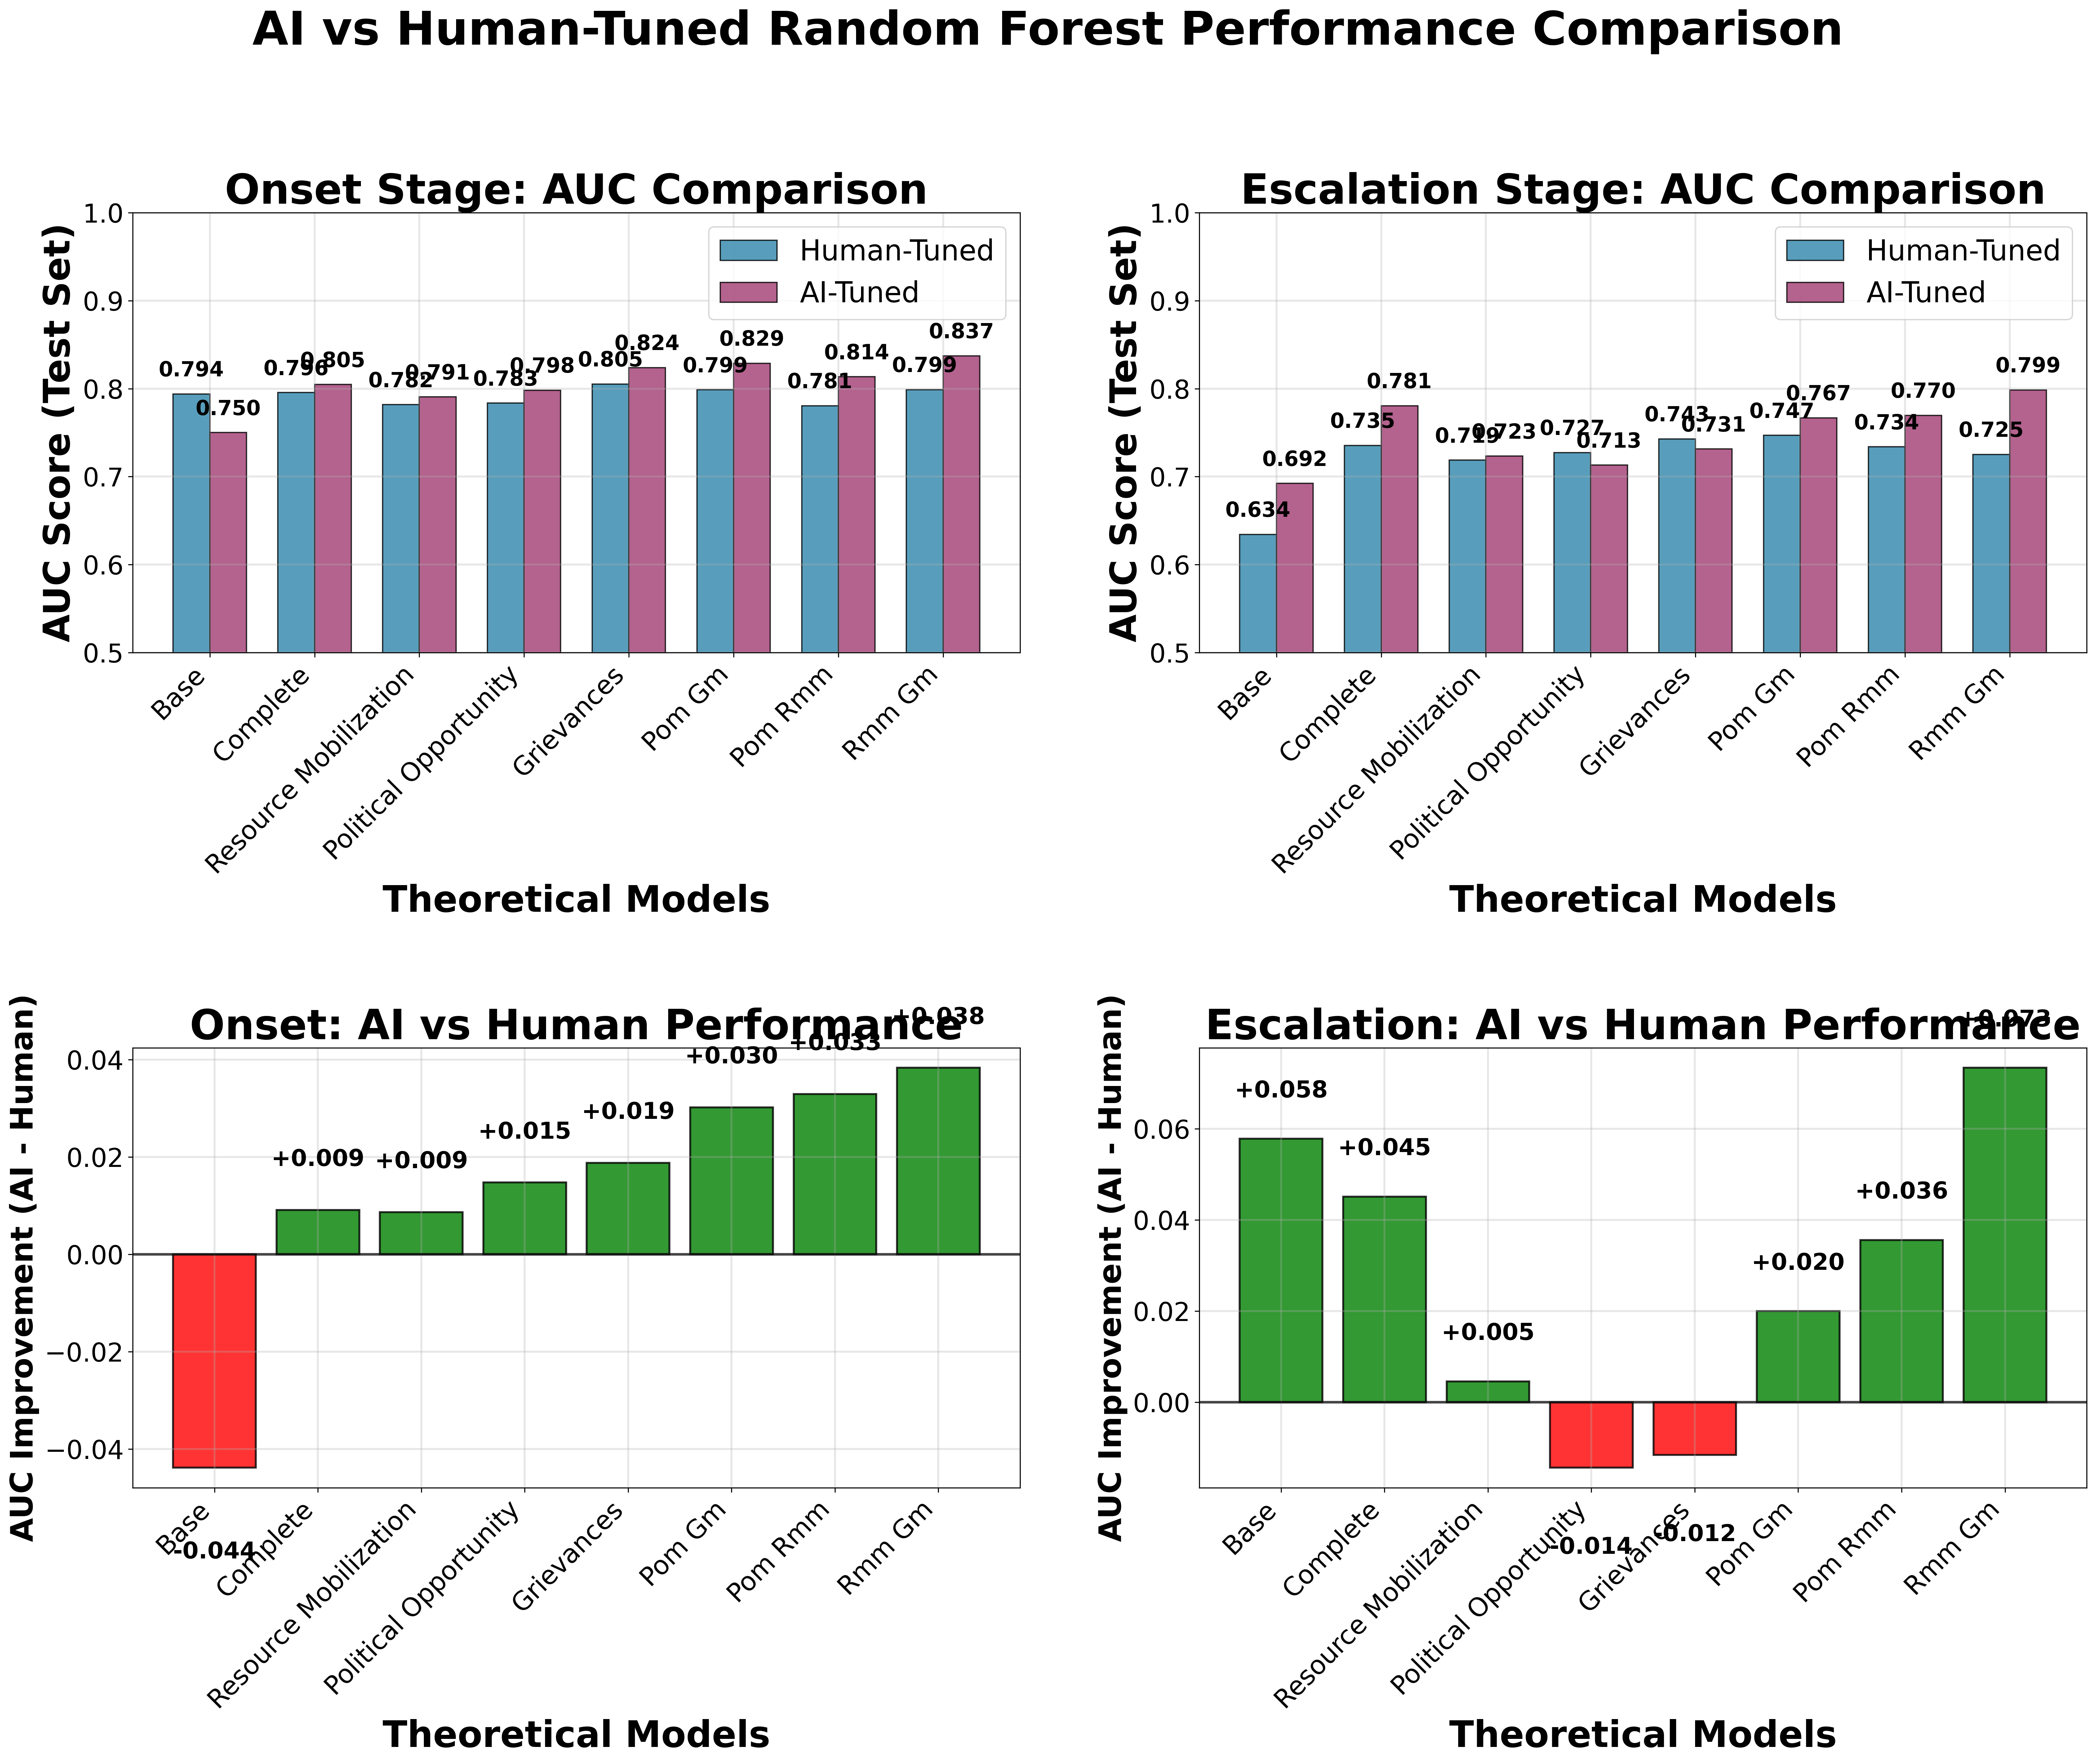 AI vs Human-Tuned Random Forest Performance Comparison
Onset Stage: AUC Comparison
AUC Score (Test Set)
1.0
0.9
0.8
0.7
0.6
0.5
Human-Tuned
AI-Tuned
0.794
0.750
0.796
0.805
0.782
0.791
0.783
0.798
0.805
0.824
0.799
0.829
0.781
0.814
0.799
0.837
Base
Complete
Resource Mobilization
Political Opportunity
Grievances
Pom Gm
Pom Rmm
Rmm Gm
Theoretical Models
Escalation Stage: AUC Comparison
AUC Score (Test Set)
1.0
0.9
0.8
0.7
0.6
0.5
Human-Tuned
AI-Tuned
0.634
0.692
0.735
0.781
0.719
0.723
0.727
0.713
0.743
0.731
0.747
0.767
0.734
0.770
0.725
0.799
Base
Complete
Resource Mobilization
Political Opportunity
Grievances
Pom Gm
Pom Rmm
Rmm Gm
Theoretical Models
Onset: AI vs Human Performance
AUC Improvement (AI - Human)
0.04
0.02
0.00
−0.02
−0.04
-0.044
+0.009
+0.009
+0.015
+0.019
+0.030
+0.033
+0.038
Base
Complete
Resource Mobilization
Political Opportunity
Grievances
Pom Gm
Pom Rmm
Rmm Gm
Theoretical Models
Escalation: AI vs Human Performance
AUC Improvement (AI - Human)
0.06
0.04
0.02
0.00
+0.058
+0.045
+0.005
-0.014
-0.012
+0.020
+0.036
+0.073
Base
Complete
Resource Mobilization
Political Opportunity
Grievances
Pom Gm
Pom Rmm
Rmm Gm
Theoretical Models